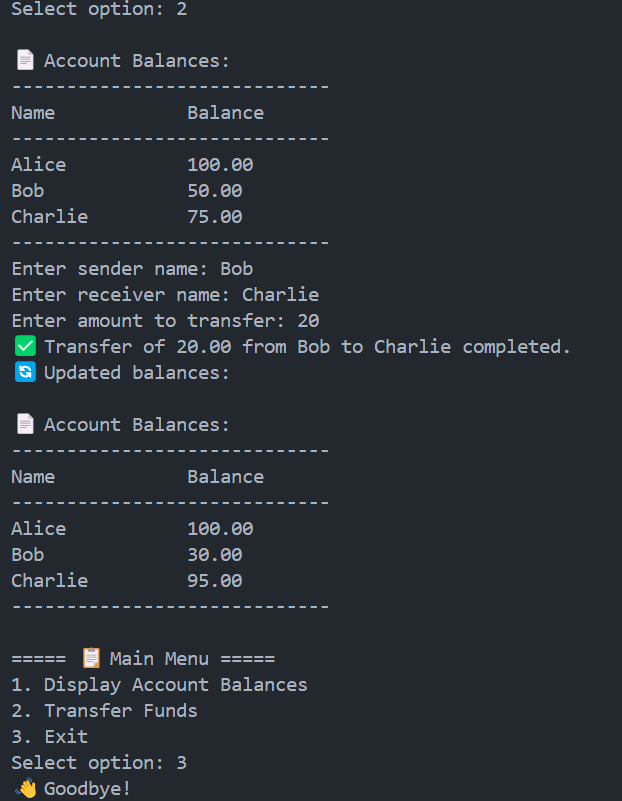 Select option: 2
📄 Account Balances:
-----------------------------
Name            Balance
-----------------------------
Alice           100.00
Bob             50.00
Charlie         75.00
-----------------------------
Enter sender name: Bob
Enter receiver name: Charlie
Enter amount to transfer: 20
✅ Transfer of 20.00 from Bob to Charlie completed.
🔄 Updated balances:
📄 Account Balances:
-----------------------------
Name            Balance
-----------------------------
Alice           100.00
Bob             30.00
Charlie         95.00
-----------------------------
===== 📋 Main Menu =====
1. Display Account Balances
2. Transfer Funds
3. Exit
Select option: 3
👋 Goodbye!